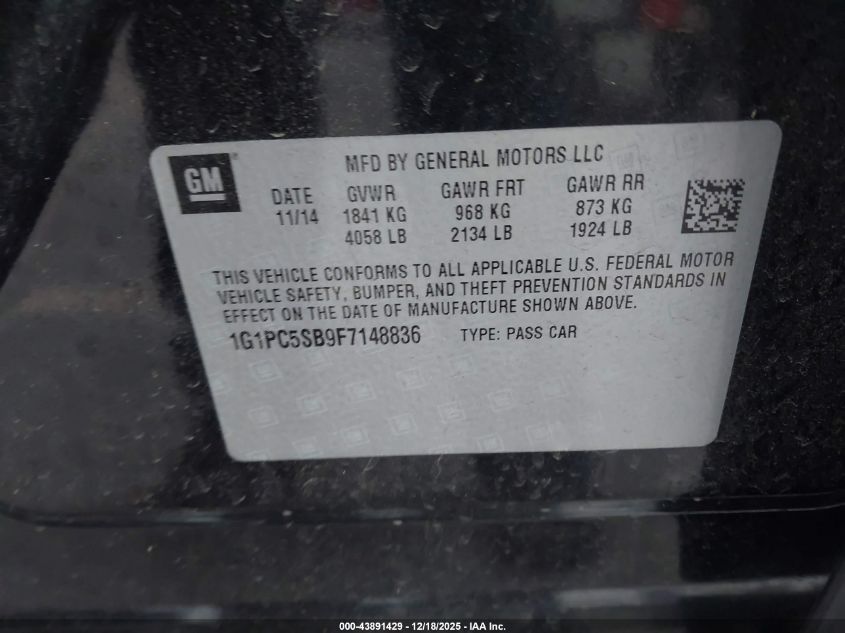 GM
MFD BY GENERAL MOTORS LLC
DATE GVWR GAWR FRT GAWR RR
11/14 1841 KG 968 KG 873 KG
4058 LB 2134 LB 1924 LB
THIS VEHICLE CONFORMS TO ALL APPLICABLE U.S. FEDERAL MOTOR
VEHICLE SAFETY, BUMPER, AND THEFT PREVENTION STANDARDS IN
EFFECT ON THE DATE OF MANUFACTURE SHOWN ABOVE.
1G1PC5SB9F7148836 TYPE: PASS CAR
000-43891429 - 12/18/2025 - IAA Inc.